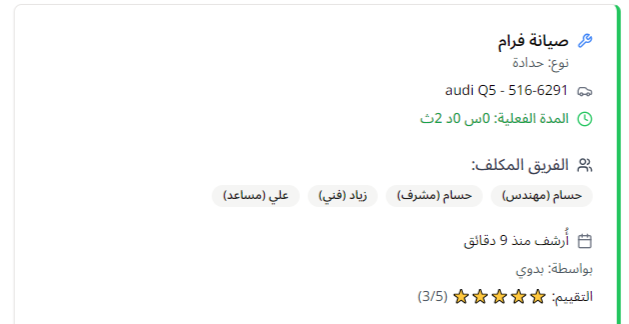 صيانة فرام
نوع: حدادة
audi Q5 - 516-6291
المدة الفعلية: 0س 0د 2ث
الفريق المكلف:
حسام (مهندس) حسام (مشرف) زياد (فني) علي (مساعد)
أُرشف منذ 9 دقائق
بواسطة: بدوي
التقييم: ⭐⭐⭐⭐⭐ (3/5)